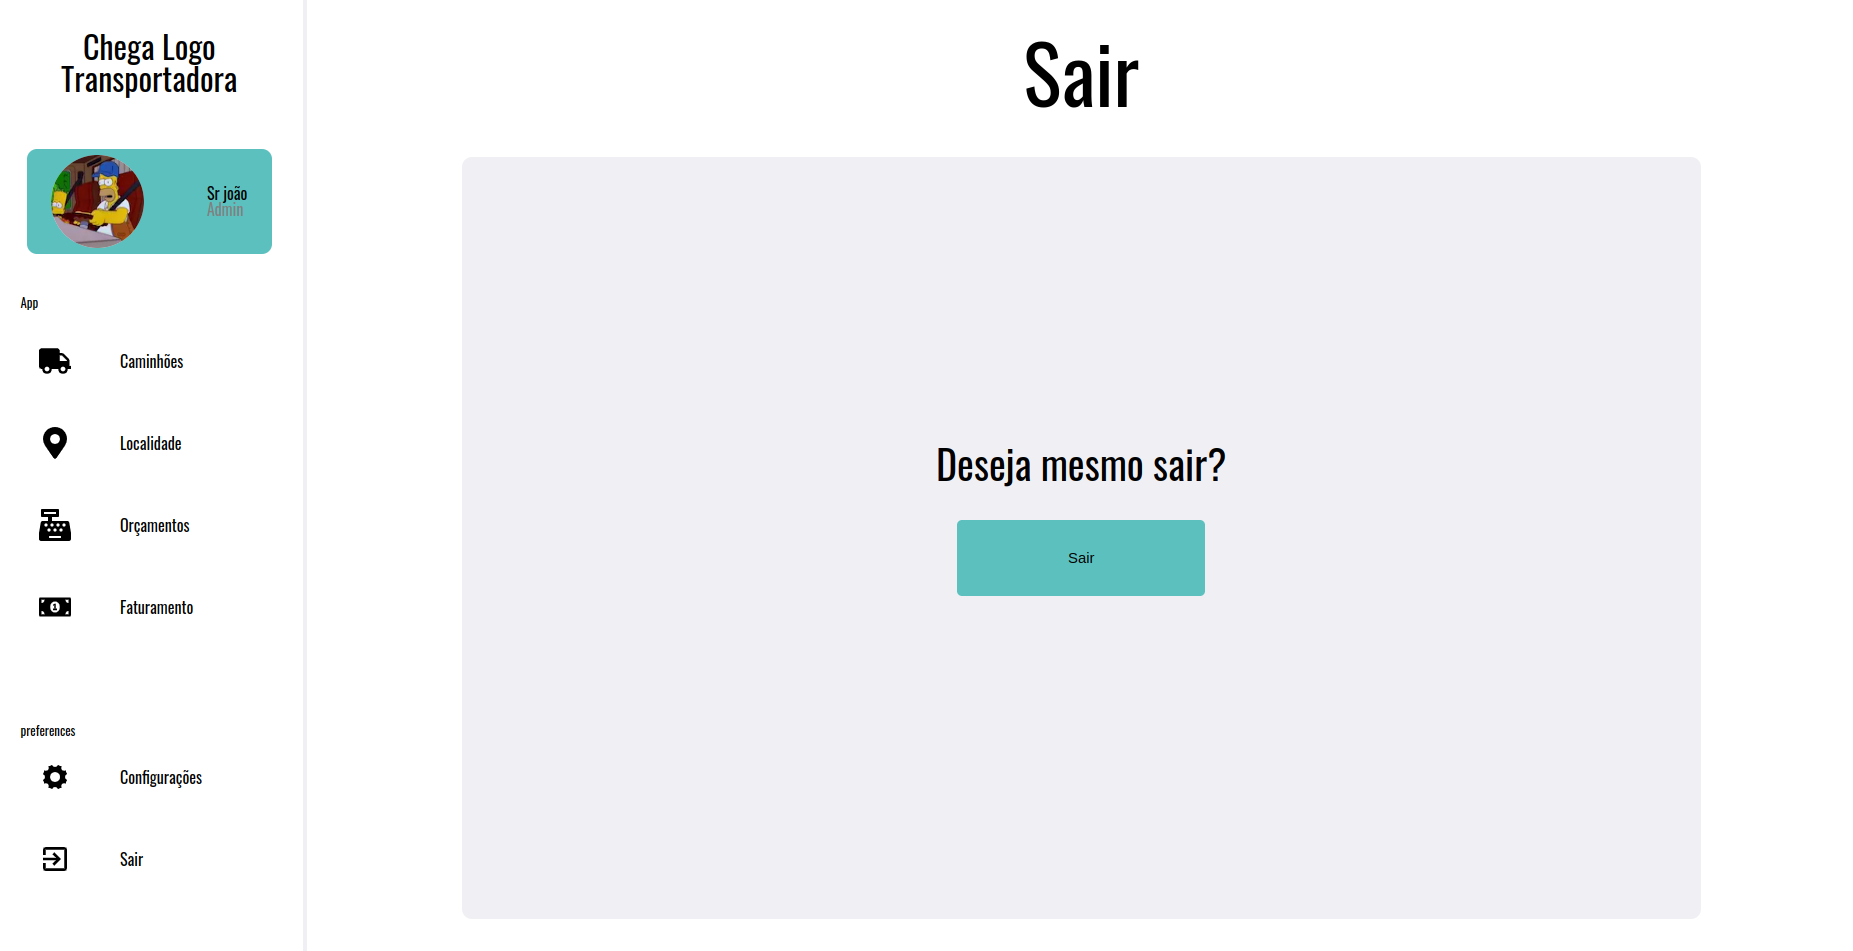 Chega Logo
Transportadora
Sr joão
Admin
App
Caminhões
Localidade
Orçamentos
Faturamento
preferences
Configurações
Sair
Sair
Deseja mesmo sair?
Sair